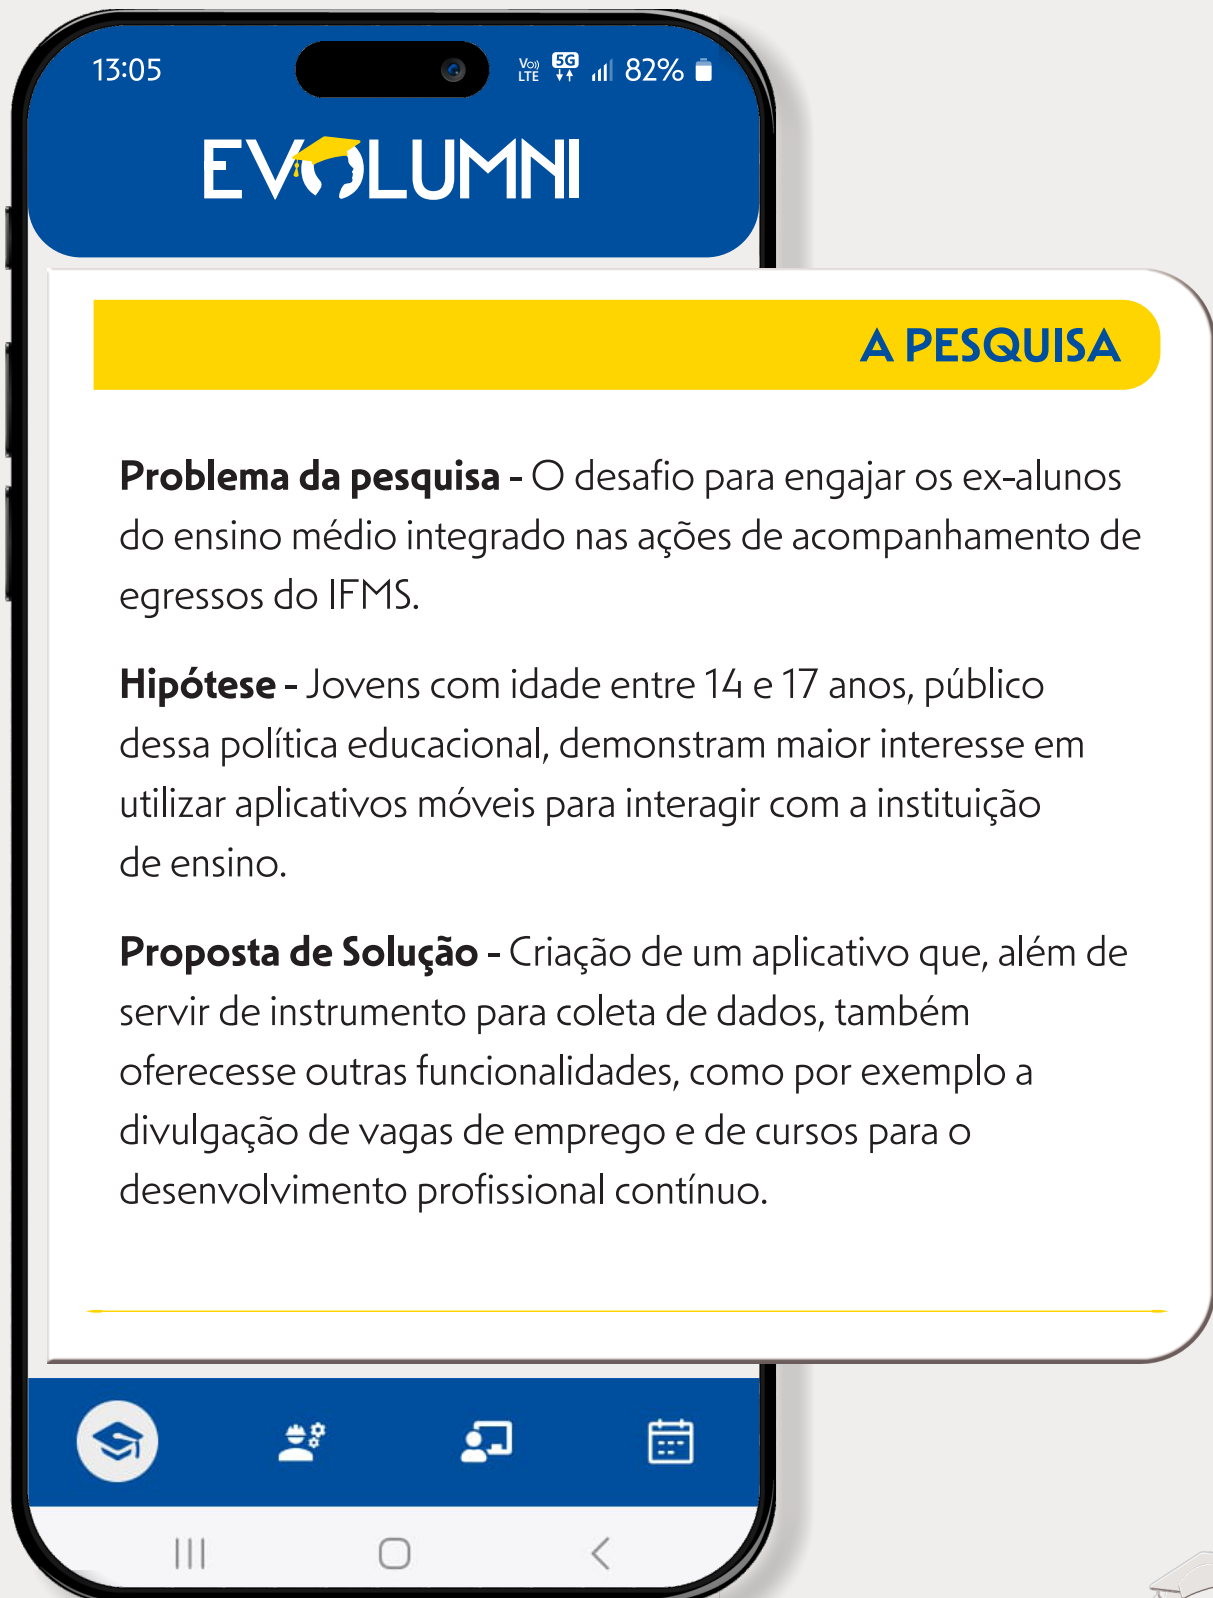 13:05
Vo)) LTE 5G 82%
EVOLUMNI
A PESQUISA
Problema da pesquisa - O desafio para engajar os ex-alunos
do ensino médio integrado nas ações de acompanhamento de
egressos do IFMS.
Hipótese - Jovens com idade entre 14 e 17 anos, público
dessa política educacional, demonstram maior interesse em
utilizar aplicativos móveis para interagir com a instituição
de ensino.
Proposta de Solução - Criação de um aplicativo que, além de
servir de instrumento para coleta de dados, também
oferecesse outras funcionalidades, como por exemplo a
divulgação de vagas de emprego e de cursos para o
desenvolvimento profissional contínuo.